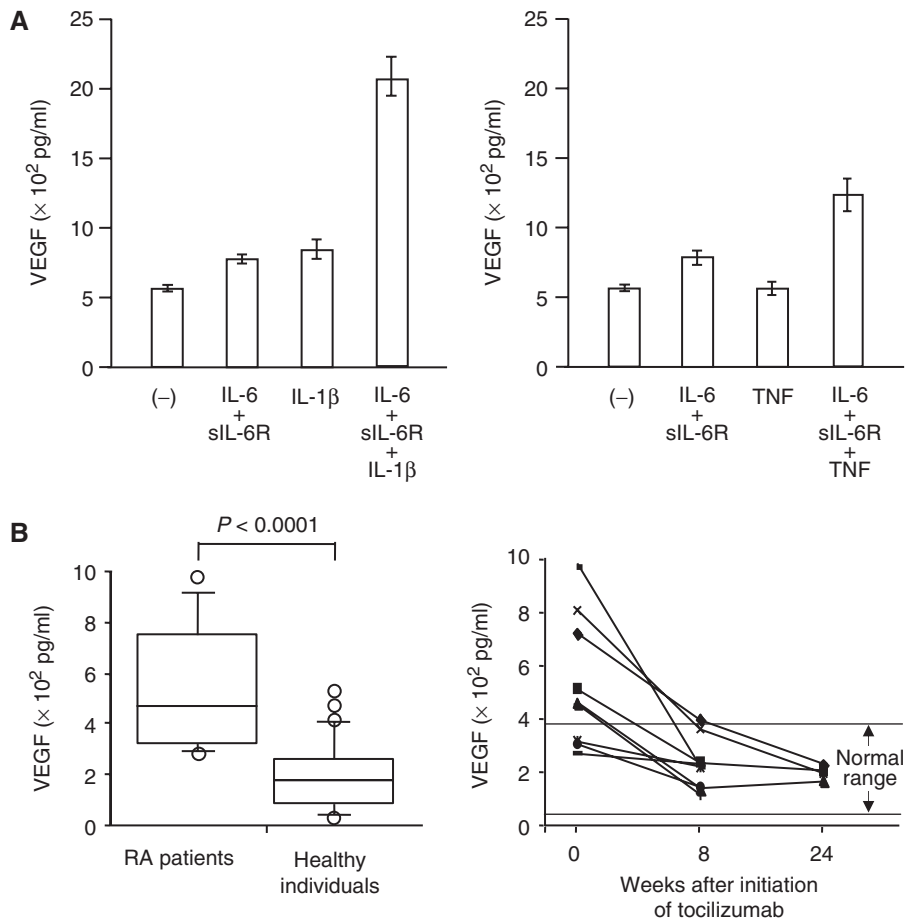 A
VEGF (× 10² pg/ml)
25
20
15
10
5
0
(–)
IL-6
+
sIL-6R
IL-1β
IL-6
+
sIL-6R
+
IL-1β
VEGF (× 10² pg/ml)
25
20
15
10
5
0
(–)
IL-6
+
sIL-6R
TNF
IL-6
+
sIL-6R
+
TNF
B
P < 0.0001
VEGF (× 10² pg/ml)
10
8
6
4
2
0
RA patients
Healthy
individuals
VEGF (× 10² pg/ml)
10
8
6
4
2
0
Normal
range
0
8
24
Weeks after initiation
of tocilizumab